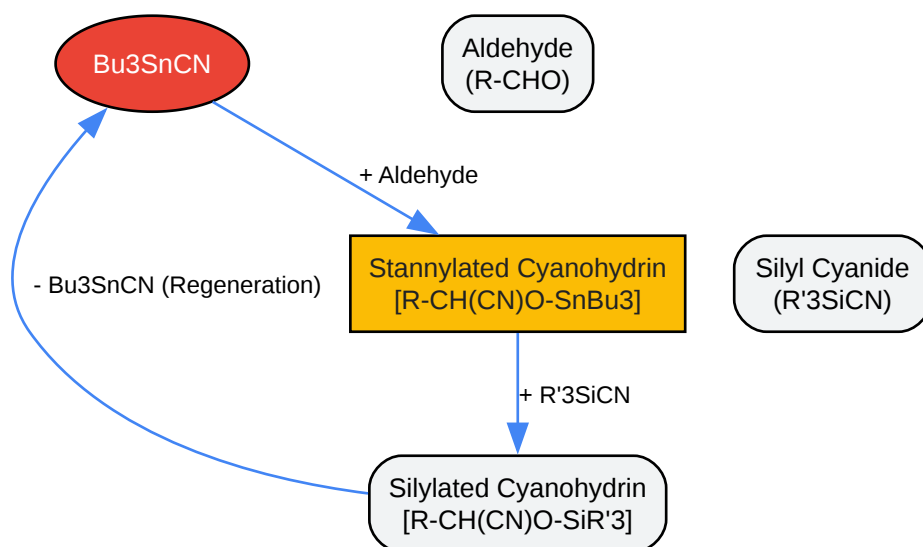 Bu3SnCN
Aldehyde
(R-CHO)
+ Aldehyde
Stannylated Cyanohydrin
[R-CH(CN)O-SnBu3]
Silyl Cyanide
(R'3SiCN)
- Bu3SnCN (Regeneration)
+ R'3SiCN
Silylated Cyanohydrin
[R-CH(CN)O-SiR'3]